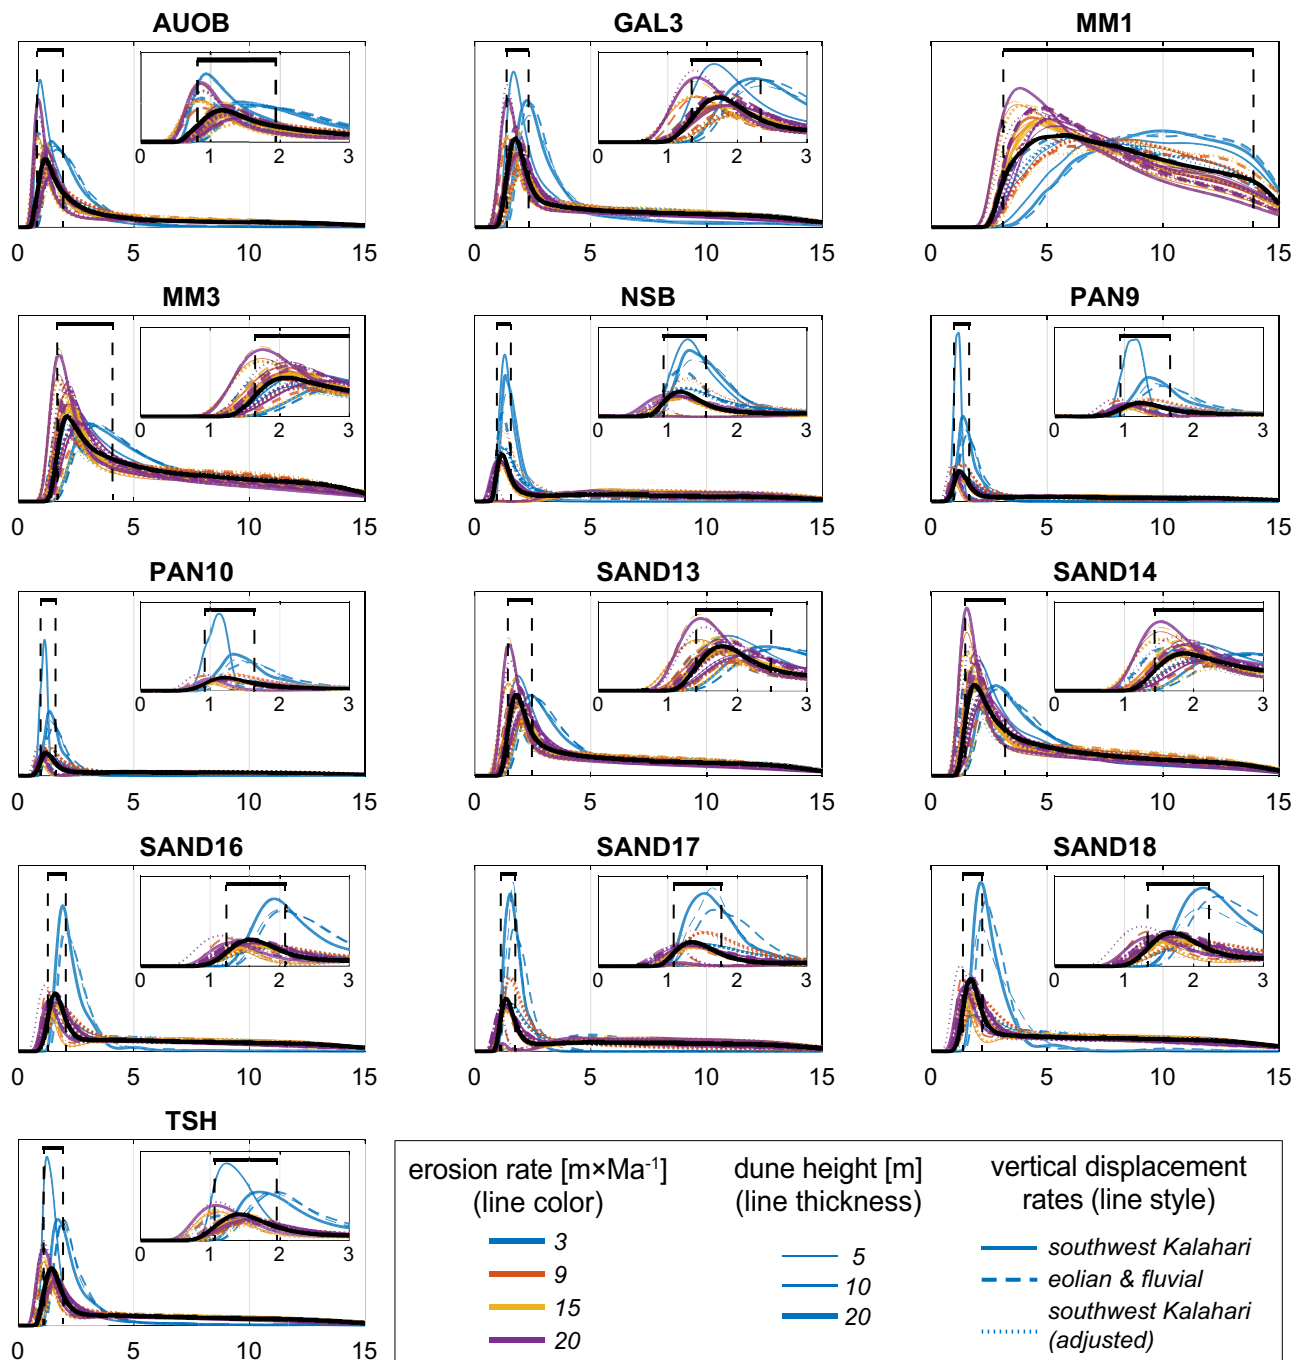 AUOB GAL3 MM1
0 1 2 3 0 1 2 3
0 5 10 15 0 5 10 15 0 5 10 15
MM3 NSB PAN9
0 1 2 3 0 1 2 3 0 1 2 3
0 5 10 15 0 5 10 15 0 5 10 15
PAN10 SAND13 SAND14
0 1 2 3 0 1 2 3 0 1 2 3
0 5 10 15 0 5 10 15 0 5 10 15
SAND16 SAND17 SAND18
0 1 2 3 0 1 2 3 0 1 2 3
0 5 10 15 0 5 10 15 0 5 10 15
TSH
0 1 2 3
0 5 10 15
erosion rate [m×Ma⁻¹]
(line color)
3
9
15
20
dune height [m]
(line thickness)
5
10
20
vertical displacement
rates (line style)
southwest Kalahari
eolian & fluvial
southwest Kalahari
(adjusted)